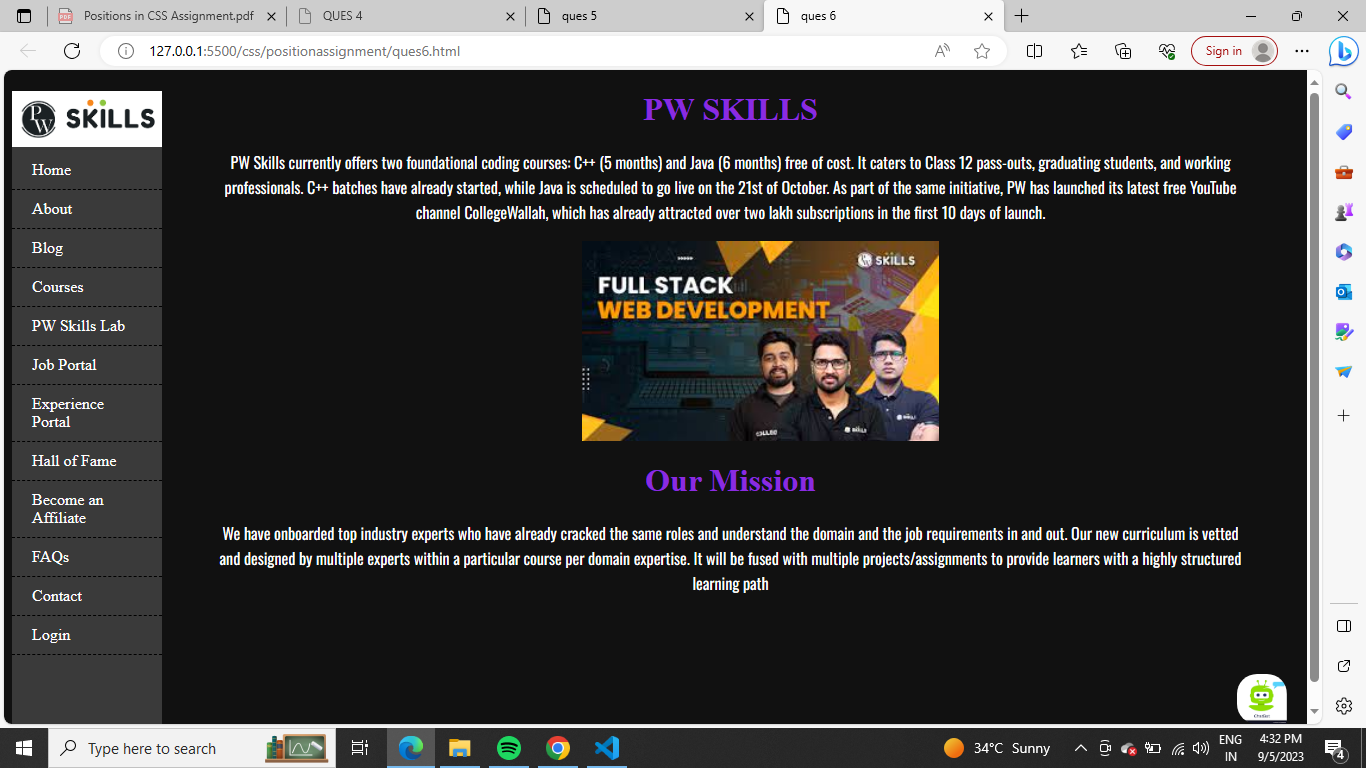 Positions in CSS Assignment.pdf
QUES 4
ques 5
ques 6
127.0.0.1:5500/css/positionassignment/ques6.html
Sign in
PW SKILLS
Home
About
Blog
Courses
PW Skills Lab
Job Portal
Experience
Portal
Hall of Fame
Become an
Affiliate
FAQs
Contact
Login
PW SKILLS
PW Skills currently offers two foundational coding courses: C++ (5 months) and Java (6 months) free of cost. It caters to Class 12 pass-outs, graduating students, and working
professionals. C++ batches have already started, while Java is scheduled to go live on the 21st of October. As part of the same initiative, PW has launched its latest free YouTube
channel CollegeWallah, which has already attracted over two lakh subscriptions in the first 10 days of launch.
SKILLS
FULL STACK
WEB DEVELOPMENT
Our Mission
We have onboarded top industry experts who have already cracked the same roles and understand the domain and the job requirements in and out. Our new curriculum is vetted
and designed by multiple experts within a particular course per domain expertise. It will be fused with multiple projects/assignments to provide learners with a highly structured
learning path
Type here to search
34°C Sunny
ENG
IN
4:32 PM
9/5/2023
4